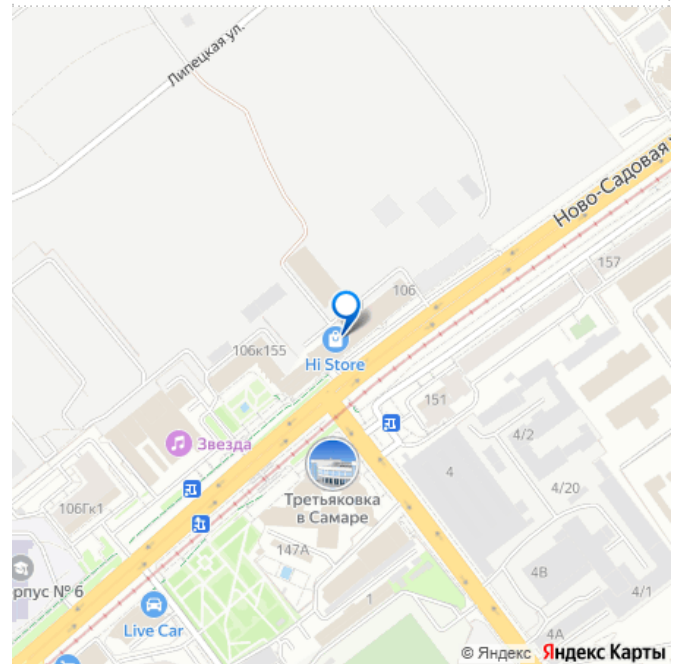 Липецкая ул.
Ново-Садовая
157
106
106к155
Hi Store
151
Звезда
4/2
4
Третьяковка
в Самаре
4/20
106Гк1
147А
рпус № 6
1
4В
4/1
Live Car
4А
© Яндекс Яндекс Карты